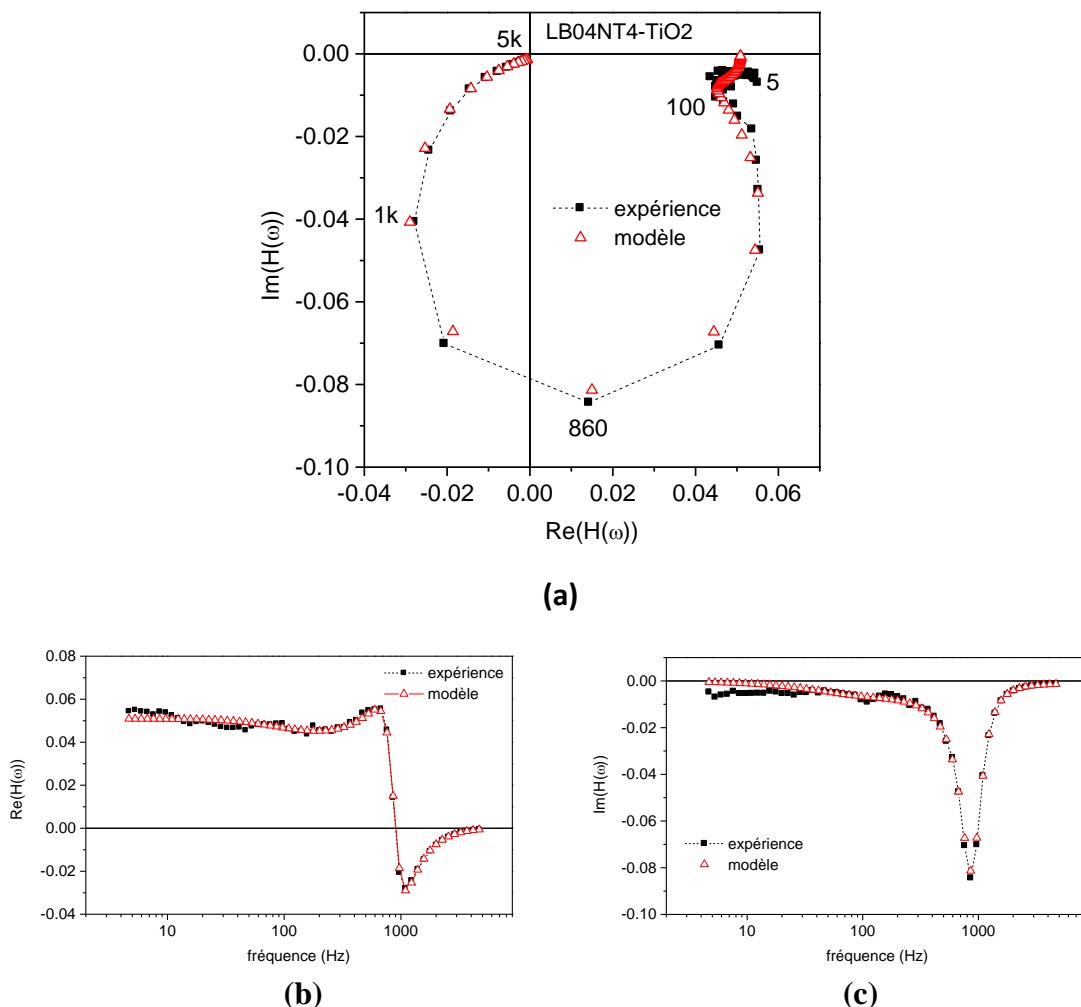 LB04NT4-TiO2
5k
5
100
1k
860
expérience
modèle
0.00
-0.02
-0.04
-0.06
-0.08
-0.10
Im(H(ω))
-0.04 -0.02 0.00 0.02 0.04 0.06
Re(H(ω))
(a)
0.08
0.06
0.04
0.02
0.00
-0.02
-0.04
Re(H(ω))
expérience
modèle
10 100 1000
fréquence (Hz)
(b)
0.00
-0.02
-0.04
-0.06
-0.08
-0.10
Im(H(ω))
expérience
modèle
10 100 1000
fréquence (Hz)
(c)